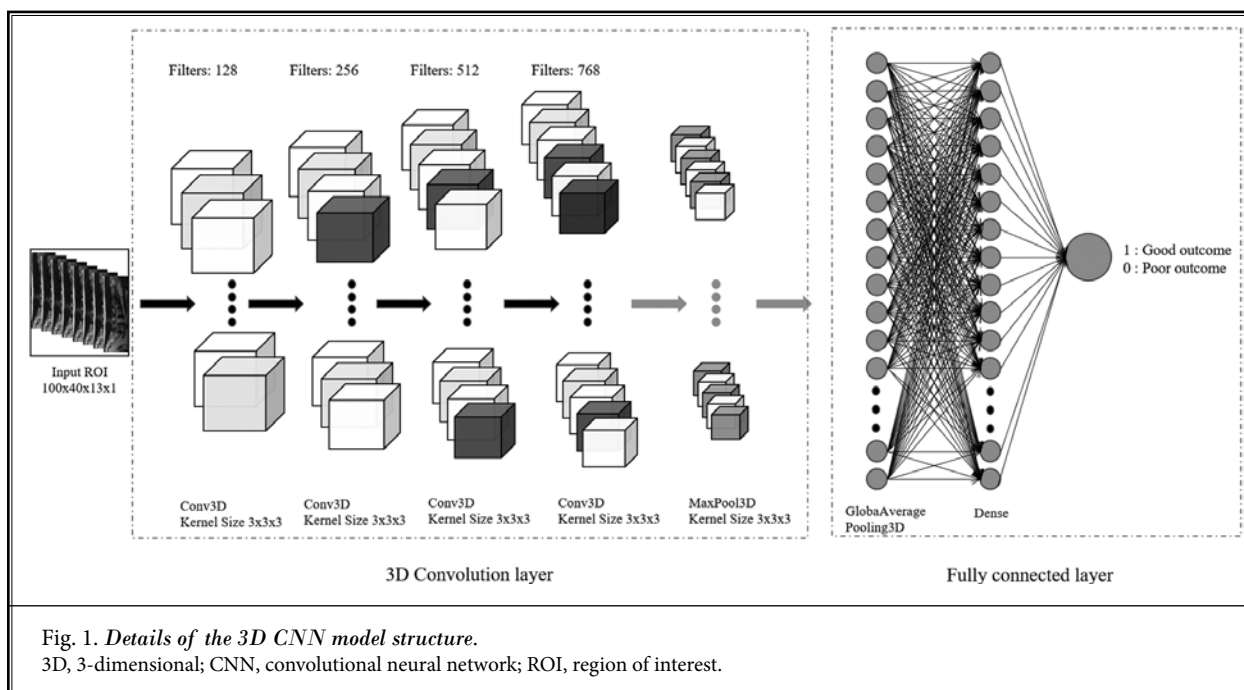 Filters: 128
Filters: 256
Filters: 512
Filters: 768
Input ROI
100x40x13x1
1 : Good outcome
0 : Poor outcome
Conv3D
Kernel Size 3x3x3
Conv3D
Kernel Size 3x3x3
Conv3D
Kernel Size 3x3x3
Conv3D
Kernel Size 3x3x3
MaxPool3D
Kernel Size 3x3x3
GlobaAverage
Pooling3D
Dense
3D Convolution layer
Fully connected layer
Fig. 1. Details of the 3D CNN model structure.
3D, 3-dimensional; CNN, convolutional neural network; ROI, region of interest.